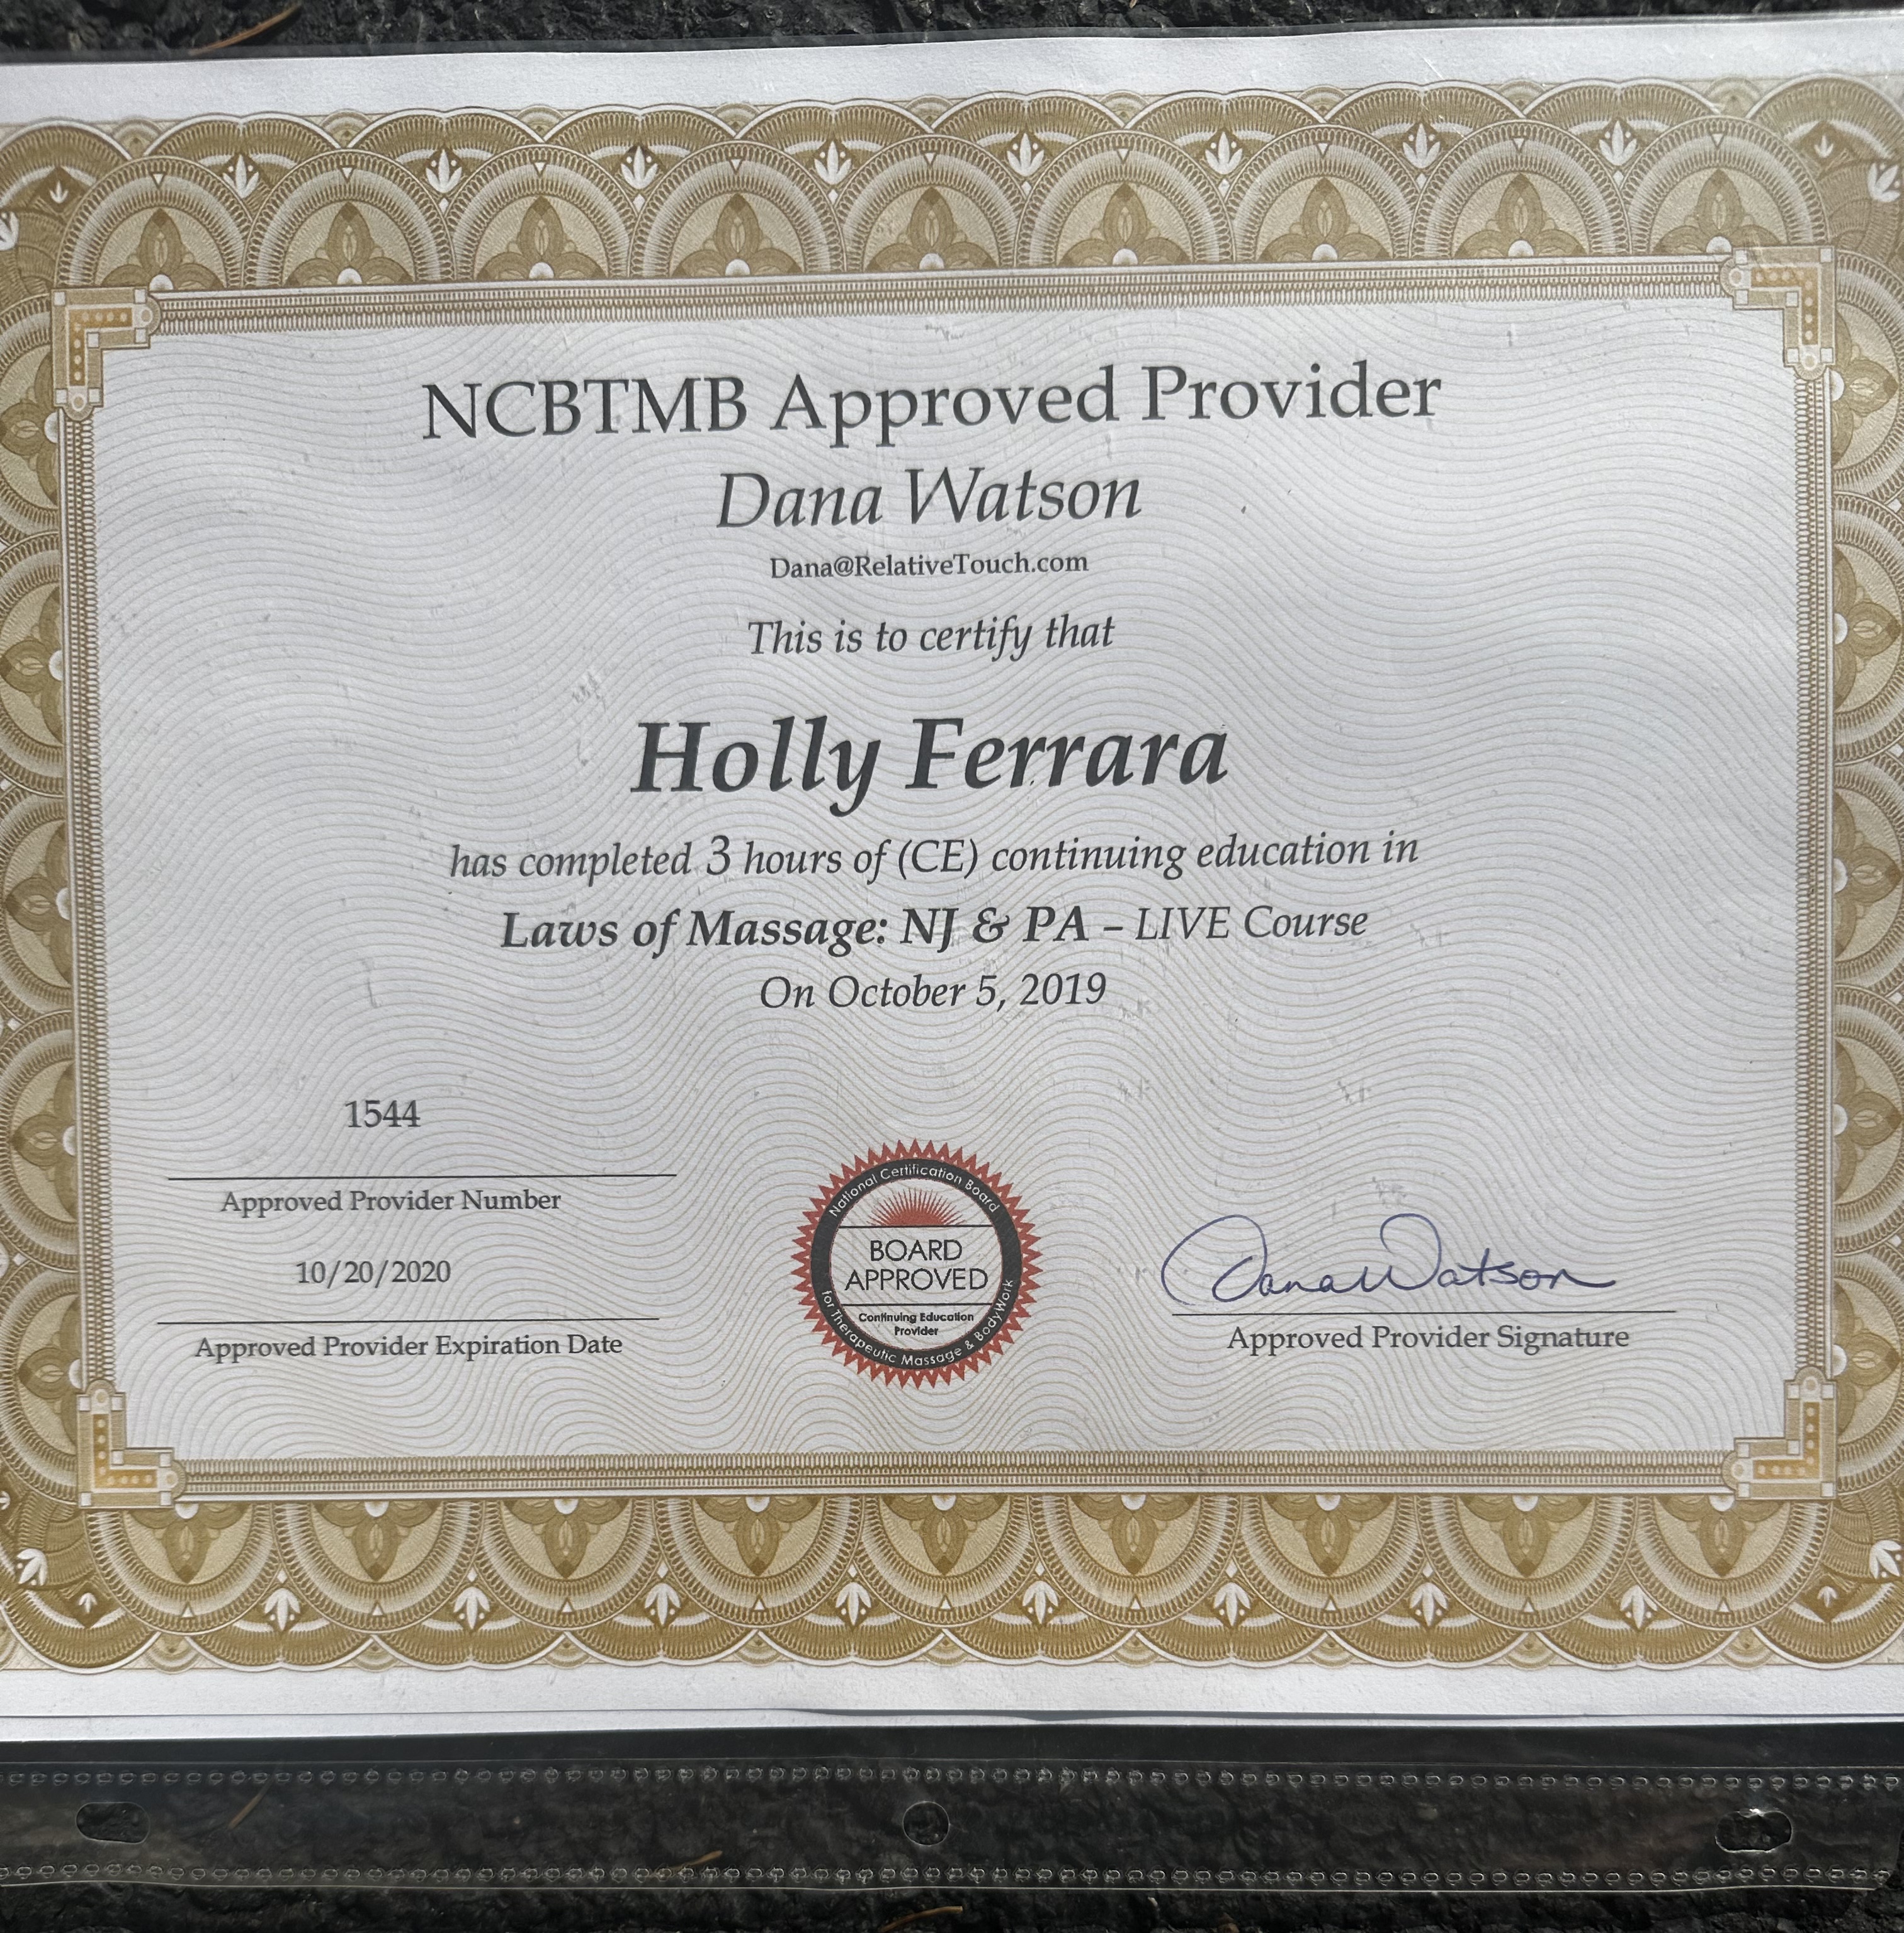 NCBTMB Approved Provider
Dana Watson
Dana@RelativeTouch.com
This is to certify that
Holly Ferrara
has completed 3 hours of (CE) continuing education in
Laws of Massage: NJ & PA – LIVE Course
On October 5, 2019
1544
Approved Provider Number
10/20/2020
Approved Provider Expiration Date
National Certification Board
BOARD
APPROVED
Continuing Education
Provider
for Therapeutic Massage & BodyWork
Dana Watson
Approved Provider Signature